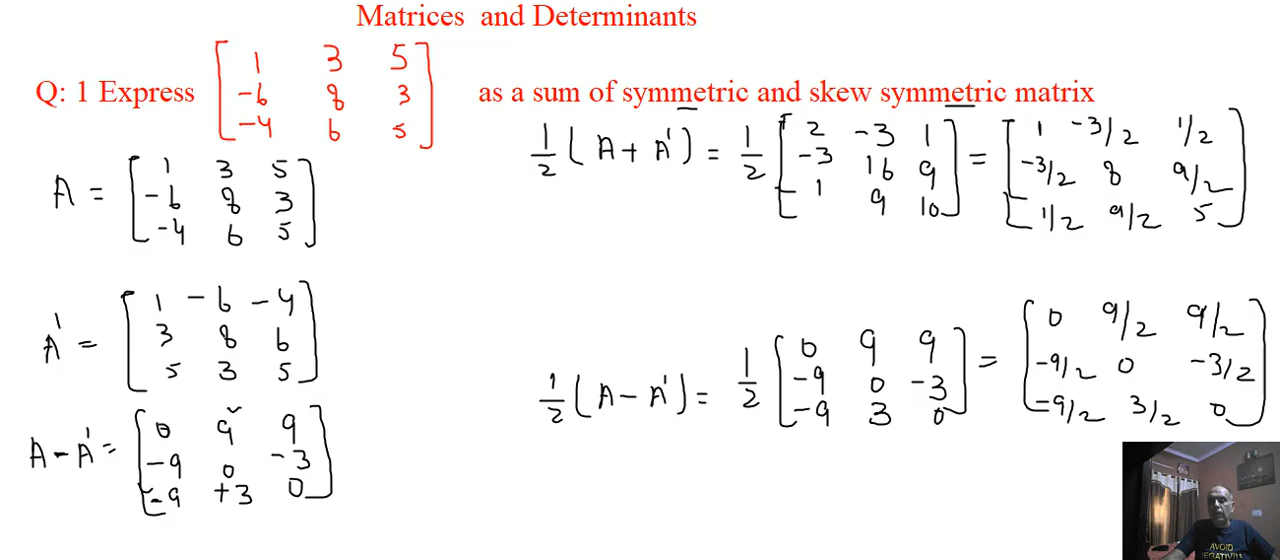 Matrices and Determinants
Q: 1 Express [1 3 5
-6 8 3
-4 6 5] as a sum of symmetric and skew symmetric matrix
A = [1 3 5
-6 8 3
-4 6 5]
A' = [1 -6 -4
3 8 6
5 3 5]
A - A' = [0 9 9
-9 0 -3
-9 +3 0]
1/2 (A + A') = 1/2 [2 -3 1
-3 16 9
1 9 10] = [1 -3/2 1/2
-3/2 8 9/2
1/2 9/2 5]
1/2 (A - A') = 1/2 [0 9 9
-9 0 -3
-9 3 0] = [0 9/2 9/2
-9/2 0 -3/2
-9/2 3/2 0]
AVOID
NEGATIVITY